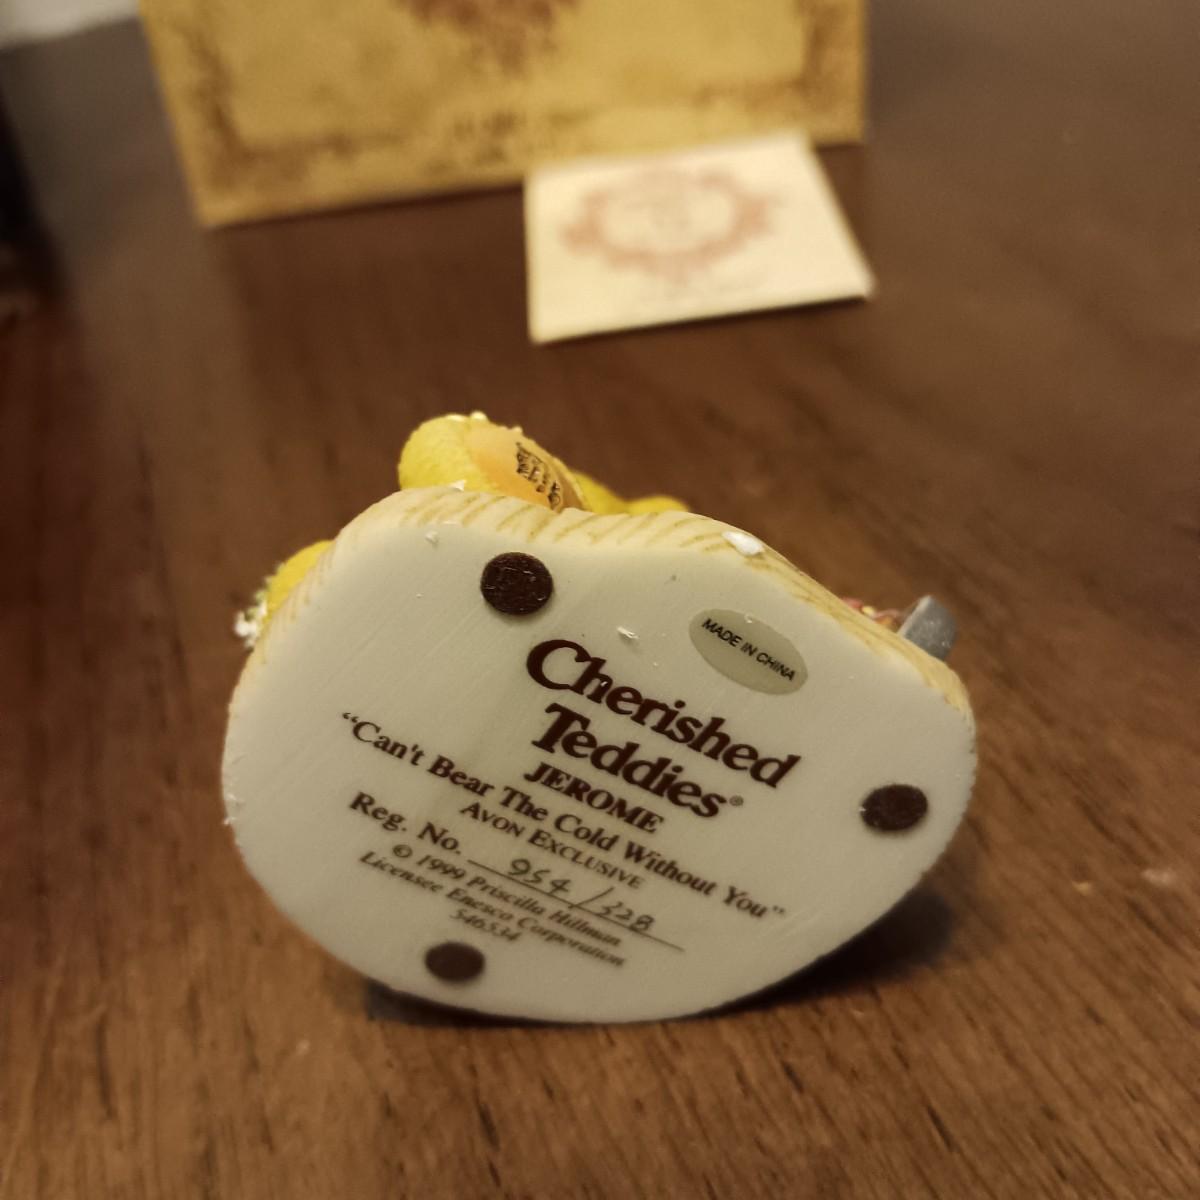 MADE IN CHINA
Cherished
Teddies®
JEROME
“Can't Bear The Cold Without You”
AVON EXCLUSIVE
Reg. No. 954/328
© 1999 Priscilla Hillman
Licensee Enesco Corporation
546534